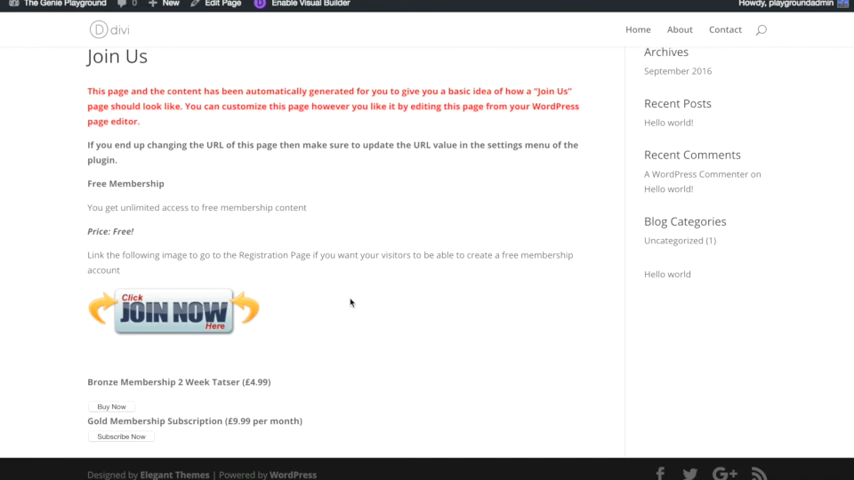 The Genie Playground 0 New Edit Page Enable Visual Builder Howdy, playgroundadmin
D divi
Home About Contact
Join Us
This page and the content has been automatically generated for you to give you a basic idea of how a "Join Us"
page should look like. You can customize this page however you like it by editing this page from your WordPress
page editor.
If you end up changing the URL of this page then make sure to update the URL value in the settings menu of the
plugin.
Free Membership
You get unlimited access to free membership content
Price: Free!
Link the following image to go to the Registration Page if you want your visitors to be able to create a free membership
account
Click
JOIN NOW
Here
Bronze Membership 2 Week Tatser (£4.99)
Buy Now
Gold Membership Subscription (£9.99 per month)
Subscribe Now
Archives
September 2016
Recent Posts
Hello world!
Recent Comments
A WordPress Commenter on
Hello world!
Blog Categories
Uncategorized (1)
Hello world
Designed by Elegant Themes | Powered by WordPress